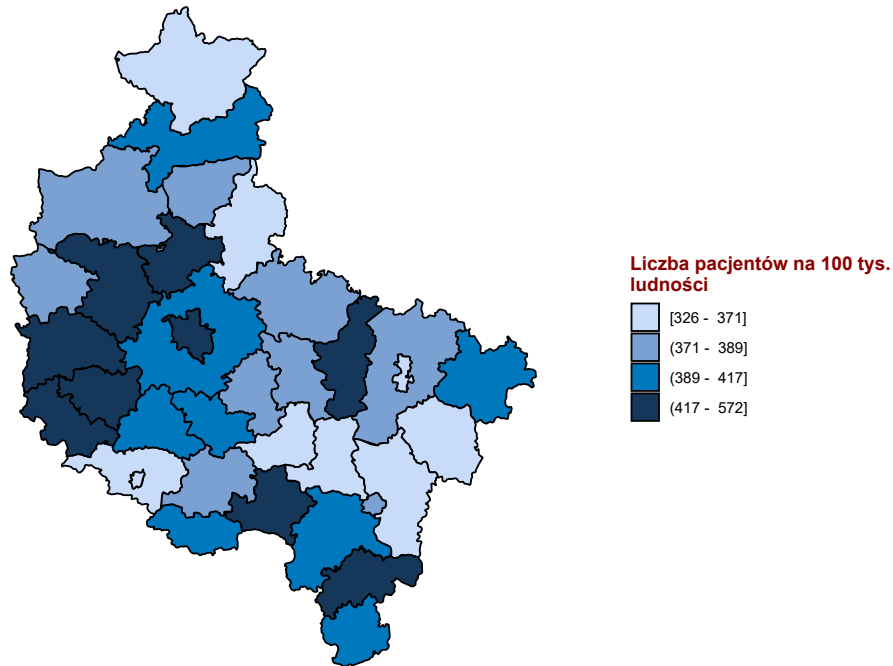 Liczba pacjentów na 100 tys.
ludności
[326 - 371]
(371 - 389]
(389 - 417]
(417 - 572]